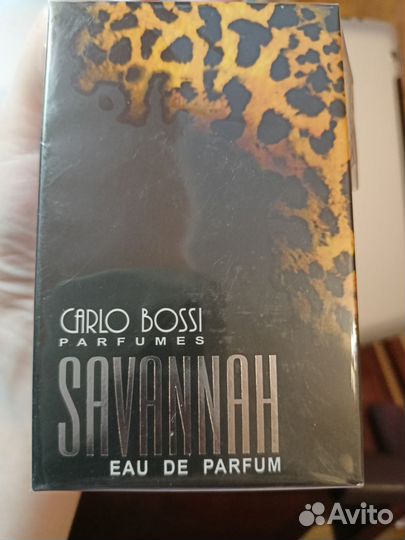 CARLO BOSSI
PARFUMES
SAVANNAH
EAU DE PARFUM
Avito